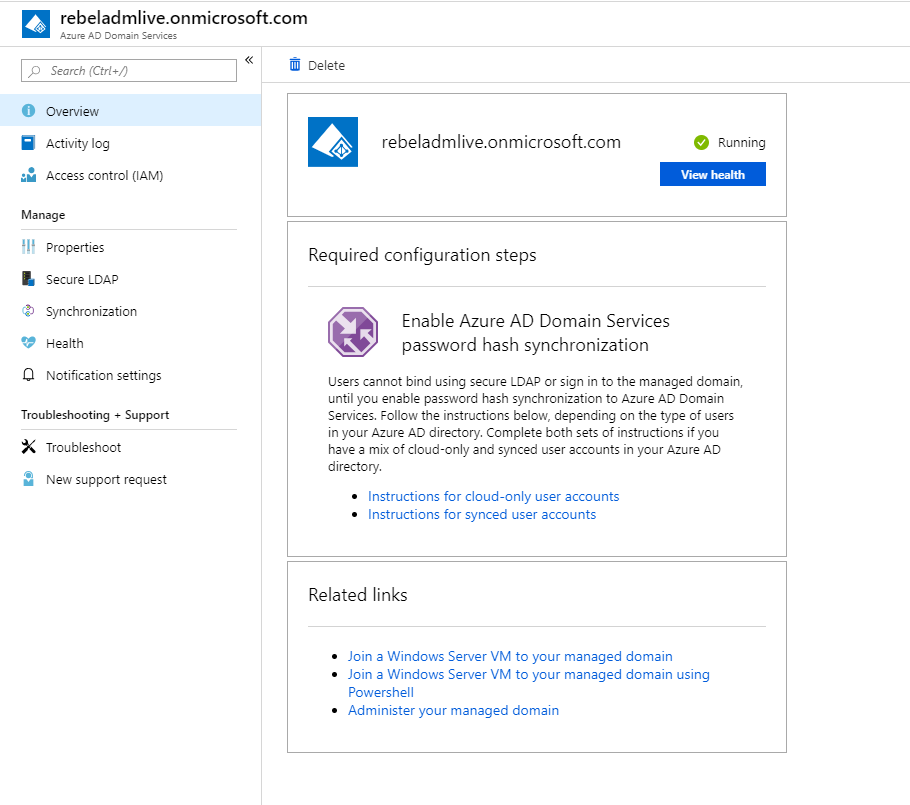 rebeladmlive.onmicrosoft.com
Azure AD Domain Services
Search (Ctrl+/)
«
Overview
Activity log
Access control (IAM)
Manage
Properties
Secure LDAP
Synchronization
Health
Notification settings
Troubleshooting + Support
Troubleshoot
New support request
Delete
rebeladmlive.onmicrosoft.com
Running
View health
Required configuration steps
Enable Azure AD Domain Services
password hash synchronization
Users cannot bind using secure LDAP or sign in to the managed domain,
until you enable password hash synchronization to Azure AD Domain
Services. Follow the instructions below, depending on the type of users
in your Azure AD directory. Complete both sets of instructions if you
have a mix of cloud-only and synced user accounts in your Azure AD
directory.
• Instructions for cloud-only user accounts
• Instructions for synced user accounts
Related links
• Join a Windows Server VM to your managed domain
• Join a Windows Server VM to your managed domain using
Powershell
• Administer your managed domain